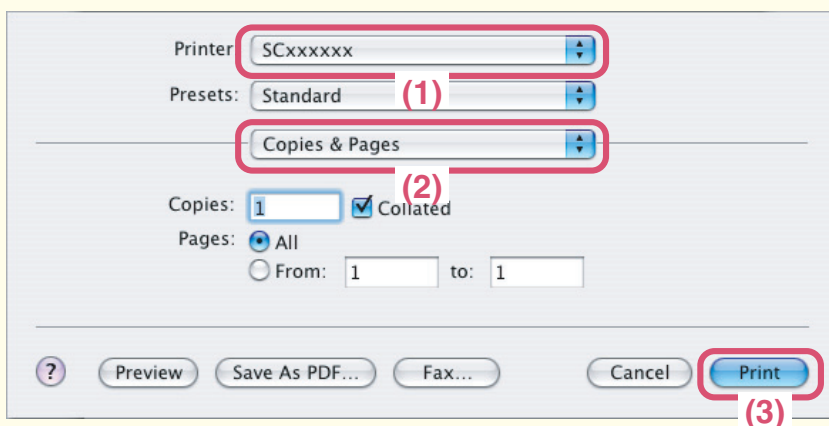 Printer SCxxxxxx
(1)
Presets: Standard
Copies & Pages
(2)
Copies: 1 Collated
Pages: All
From: 1 to: 1
? Preview Save As PDF... Fax... Cancel Print
(3)